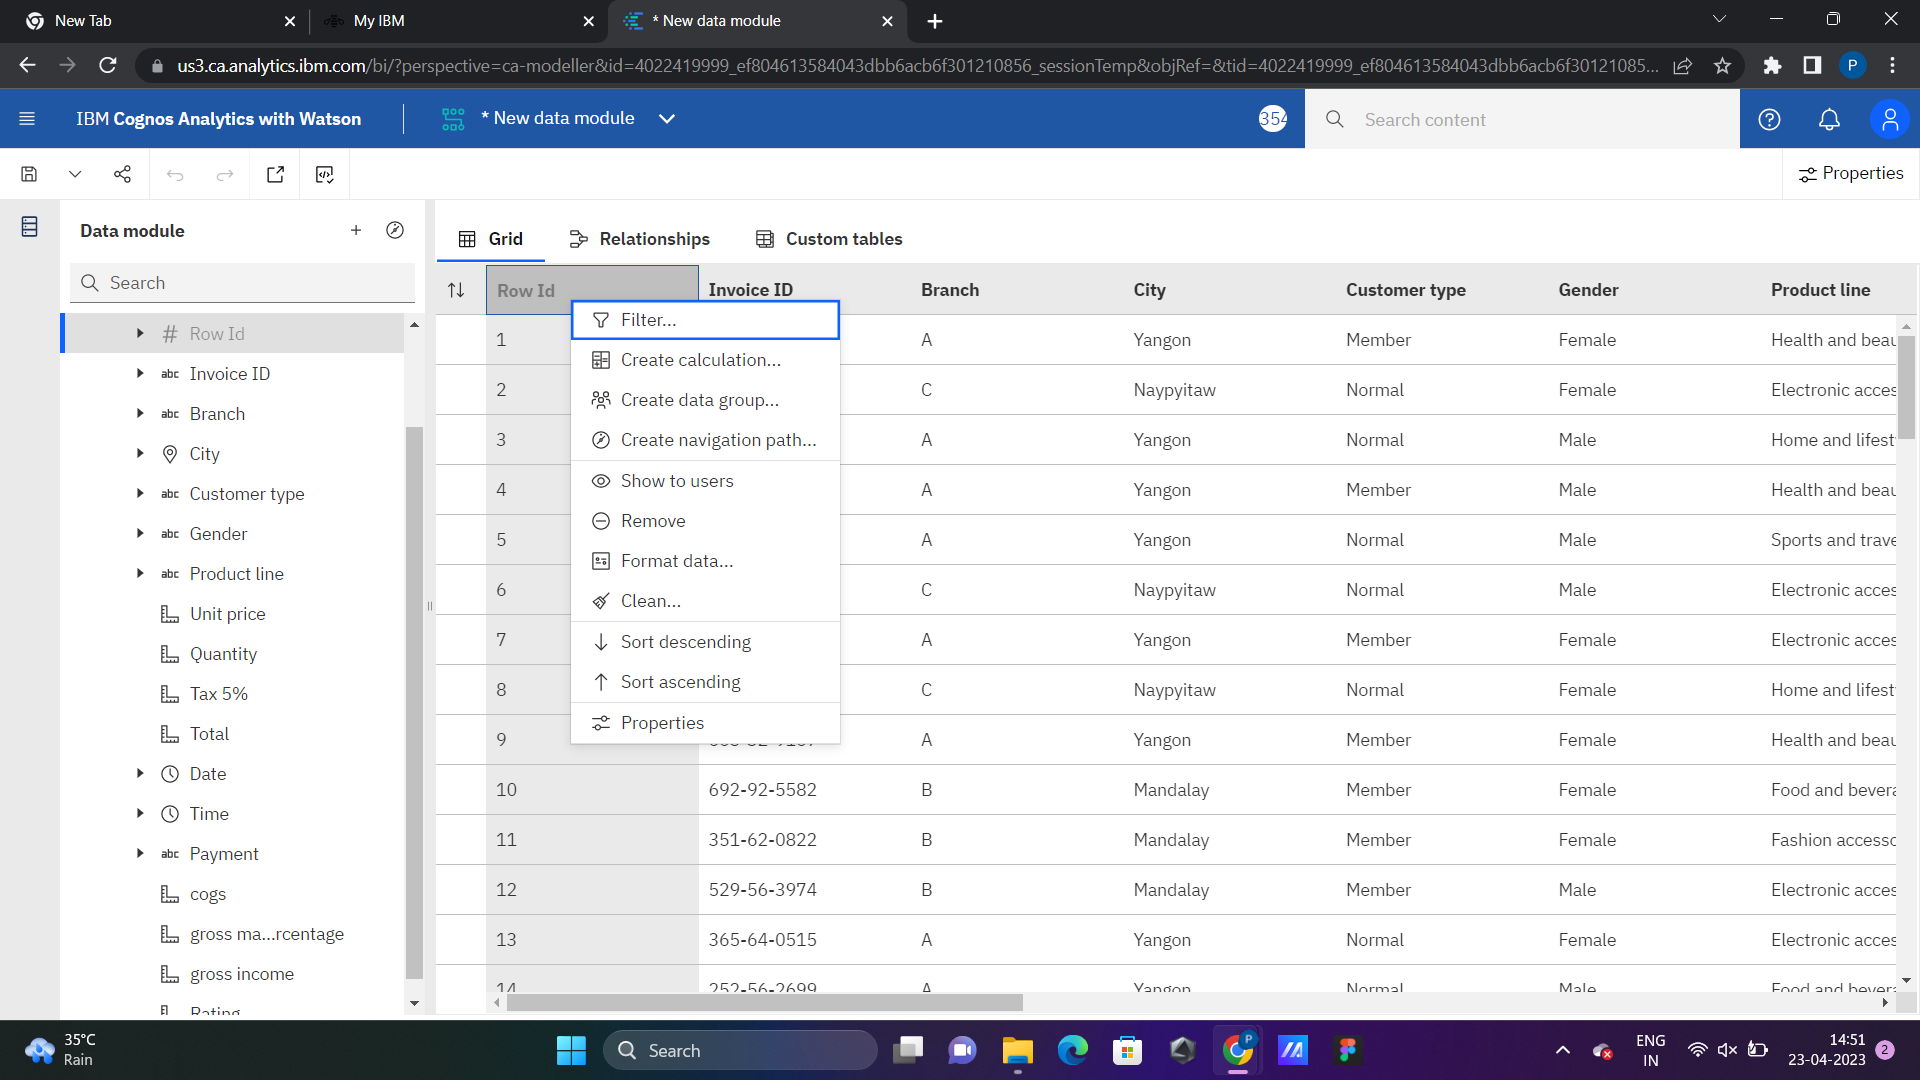 New Tab
My IBM
* New data module
us3.ca.analytics.ibm.com/bi/?perspective=ca-modeller&id=4022419999_ef804613584043dbb6acb6f301210856_sessionTemp&objRef=&tid=4022419999_ef804613584043dbb6acb6f30121085...
P
IBM Cognos Analytics with Watson
* New data module
354
Search content
Properties
Data module
Grid
Relationships
Custom tables
Search
Row Id
Invoice ID
Branch
City
Customer type
Gender
Product line
Row Id
Invoice ID
Branch
City
Customer type
Gender
Product line
Unit price
Quantity
Tax 5%
Total
Date
Time
Payment
cogs
gross ma...rcentage
gross income
Rating
Filter...
Create calculation...
Create data group...
Create navigation path...
Show to users
Remove
Format data...
Clean...
Sort descending
Sort ascending
Properties
1 A Yangon Member Female Health and beau
2 C Naypyitaw Normal Female Electronic acces
3 A Yangon Normal Male Home and lifest
4 A Yangon Member Male Health and beau
5 A Yangon Normal Male Sports and trave
6 C Naypyitaw Normal Male Electronic acces
7 A Yangon Member Female Electronic acces
8 C Naypyitaw Normal Female Home and lifest
9 A Yangon Member Female Health and beau
10 692-92-5582 B Mandalay Member Female Food and bevera
11 351-62-0822 B Mandalay Member Female Fashion accesso
12 529-56-3974 B Mandalay Member Male Electronic acces
13 365-64-0515 A Yangon Normal Female Electronic acces
14 252-56-2699 A Yangon Normal Male Food and bevera
35°C
Rain
Search
P
ENG
IN
14:51
23-04-2023
2